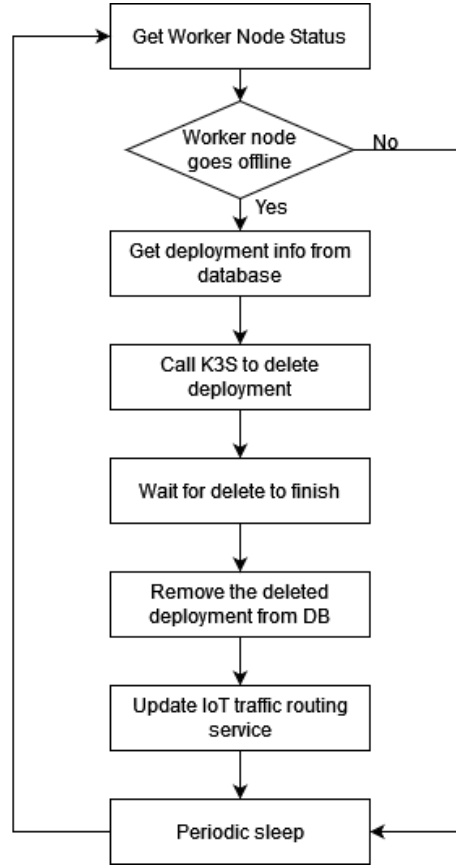 Get Worker Node Status
Worker node
goes offline
No
Yes
Get deployment info from
database
Call K3S to delete
deployment
Wait for delete to finish
Remove the deleted
deployment from DB
Update IoT traffic routing
service
Periodic sleep